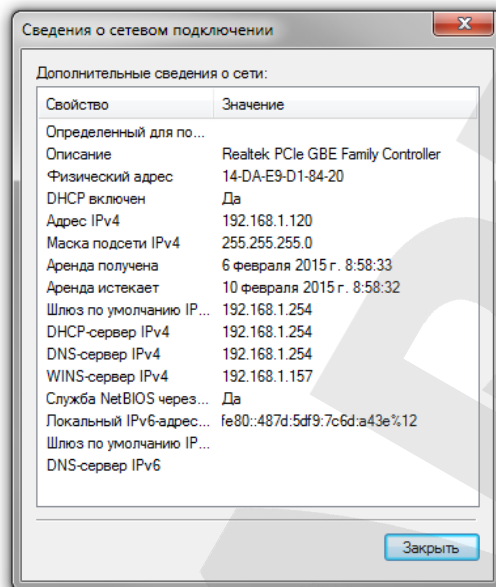 Сведения о сетевом подключении
Дополнительные сведения о сети:
Свойство Значение
Определенный для по...
Описание Realtek PCIe GBE Family Controller
Физический адрес 14-DA-E9-D1-84-20
DHCP включен Да
Адрес IPv4 192.168.1.120
Маска подсети IPv4 255.255.255.0
Аренда получена 6 февраля 2015 г. 8:58:33
Аренда истекает 10 февраля 2015 г. 8:58:32
Шлюз по умолчанию IP... 192.168.1.254
DHCP-сервер IPv4 192.168.1.254
DNS-сервер IPv4 192.168.1.254
WINS-сервер IPv4 192.168.1.157
Служба NetBIOS через... Да
Локальный IPv6-адрес... fe80::487d:5df9:7c6d:a43e%12
Шлюз по умолчанию IP...
DNS-сервер IPv6
Закрыть